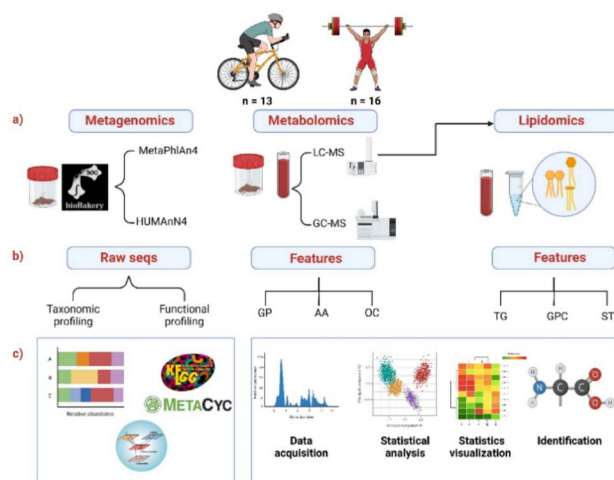 n = 13
n = 16
a)
Metagenomics
Metabolomics
Lipidomics
MetaPhlAn4
bioBakery
HUMAnN4
LC-MS
GC-MS
b)
Raw seqs
Features
Features
Taxonomic profiling
Functional profiling
GP
AA
OC
TG
GPC
ST
c)
A
B
C
Relative abundance
KEGG
METACYC
Data acquisition
Statistical analysis
Statistics visualization
Identification
H
H
N
H
C
C
O
O
H